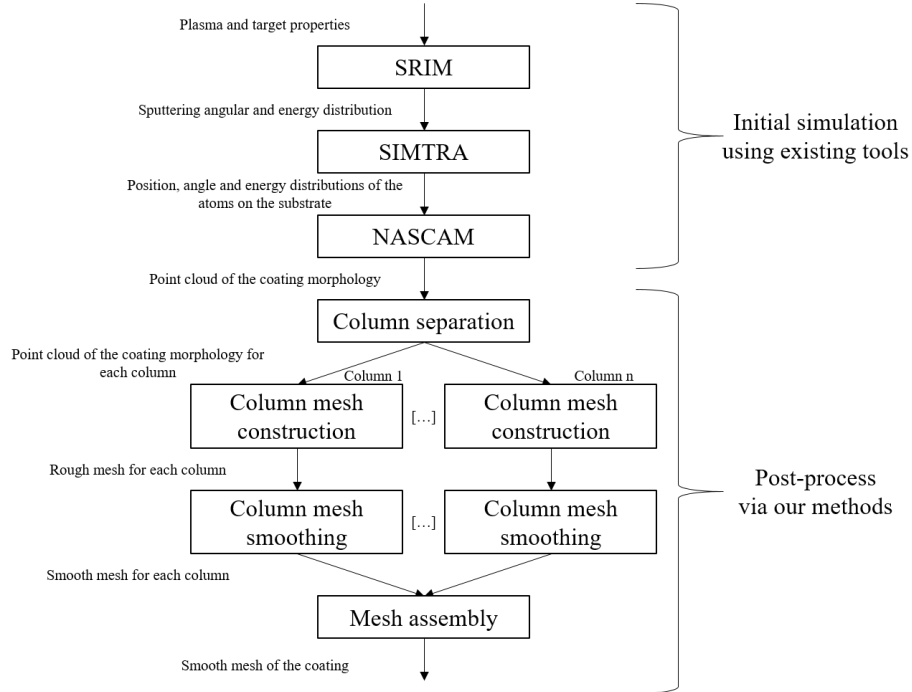 Plasma and target properties
SRIM
Sputtering angular and energy distribution
SIMTRA
Position, angle and energy distributions of the
atoms on the substrate
NASCAM
Point cloud of the coating morphology
Initial simulation
using existing tools
Column separation
Point cloud of the coating morphology for
each column
Column 1
Column n
Column mesh
construction
[…]
Column mesh
construction
Rough mesh for each column
Column mesh
smoothing
[…]
Column mesh
smoothing
Smooth mesh for each column
Mesh assembly
Smooth mesh of the coating
Post-process
via our methods